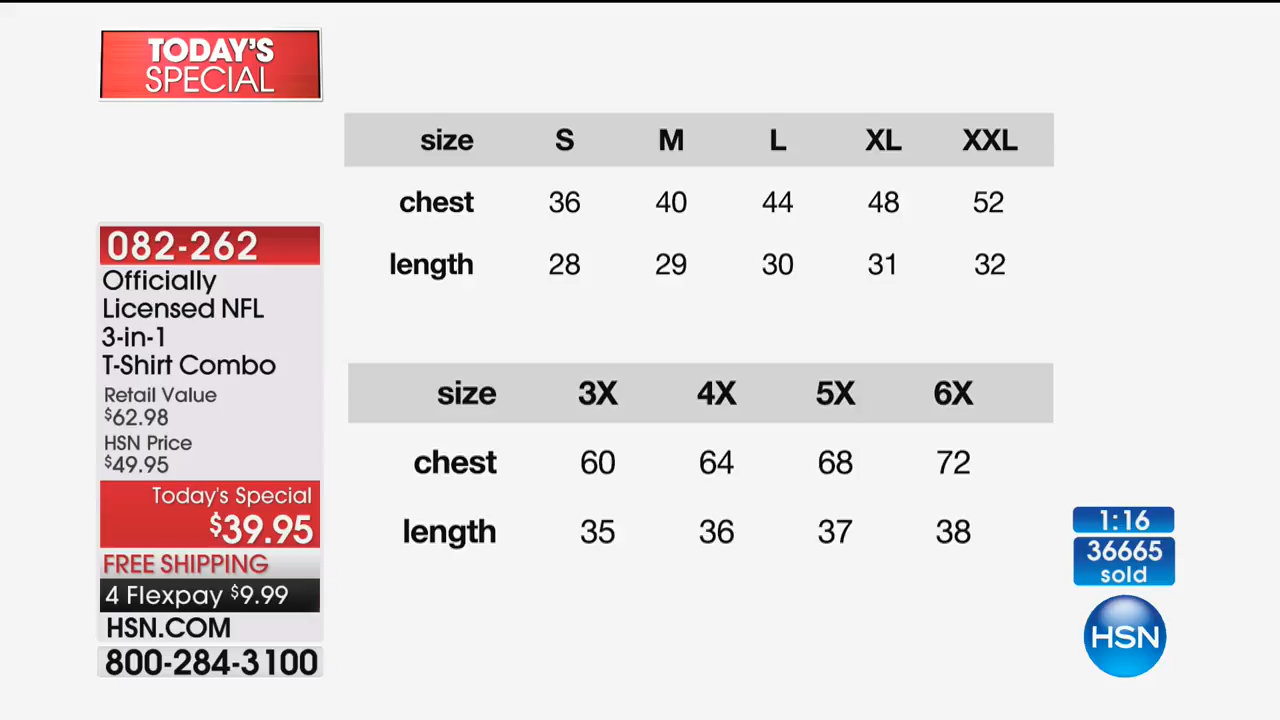 TODAY'S
SPECIAL
size S M L XL XXL
chest 36 40 44 48 52
length 28 29 30 31 32
size 3X 4X 5X 6X
chest 60 64 68 72
length 35 36 37 38
082-262
Officially
Licensed NFL
3-in-1
T-Shirt Combo
Retail Value
$62.98
HSN Price
$49.95
Today's Special
$39.95
FREE SHIPPING
4 Flexpay $9.99
HSN.COM
800-284-3100
1:16
36665
sold
HSN